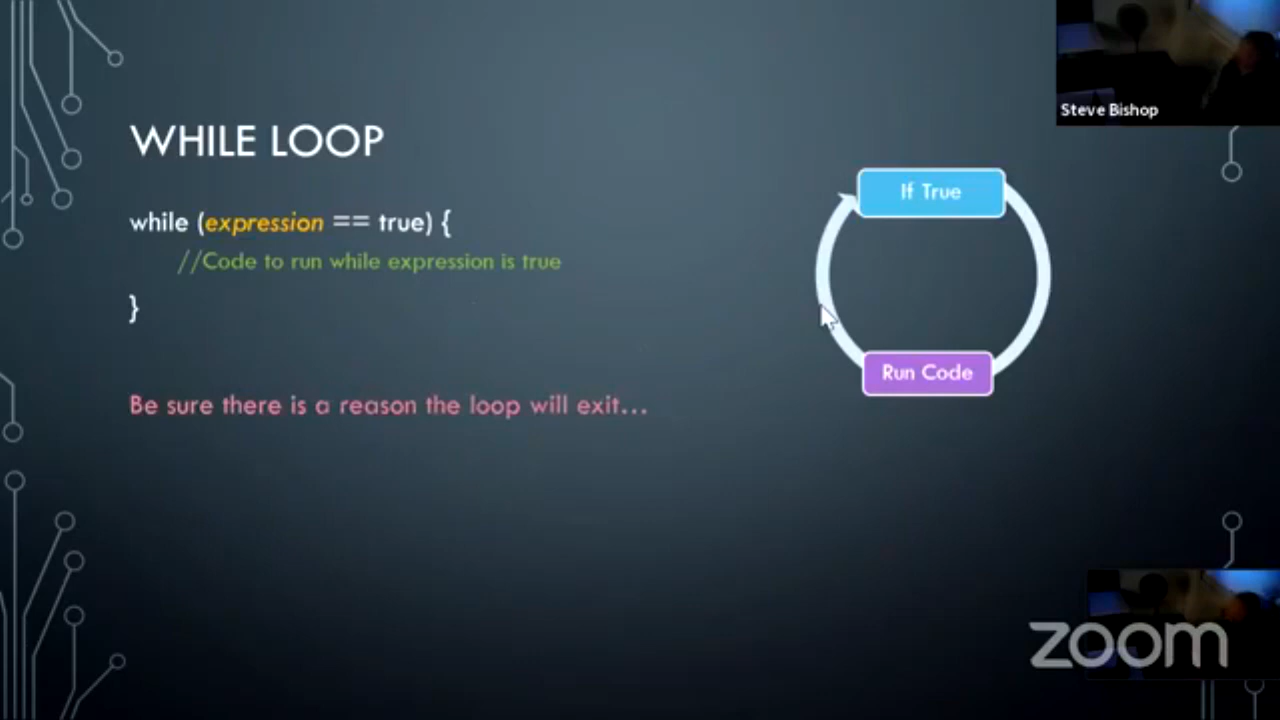 Steve Bishop
WHILE LOOP
while (expression == true) {
//Code to run while expression is true
}
Be sure there is a reason the loop will exit...
If True
Run Code
zoom